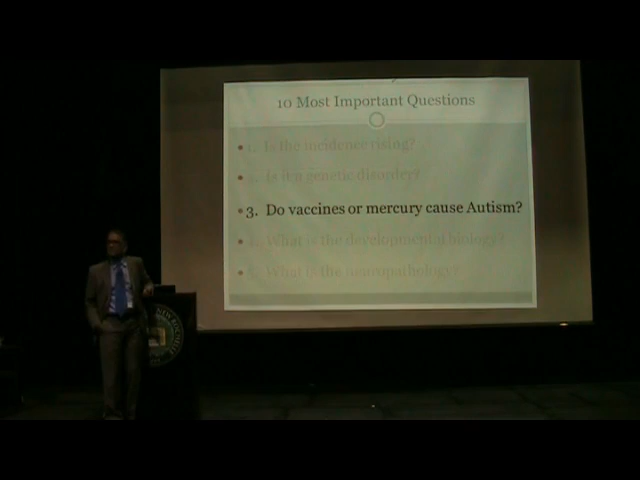 10 Most Important Questions
• 1. Is the incidence rising?
• 2. Is it a genetic disorder?
• 3. Do vaccines or mercury cause Autism?
• 4. What is the developmental biology?
• 5. What is the neuropathology?